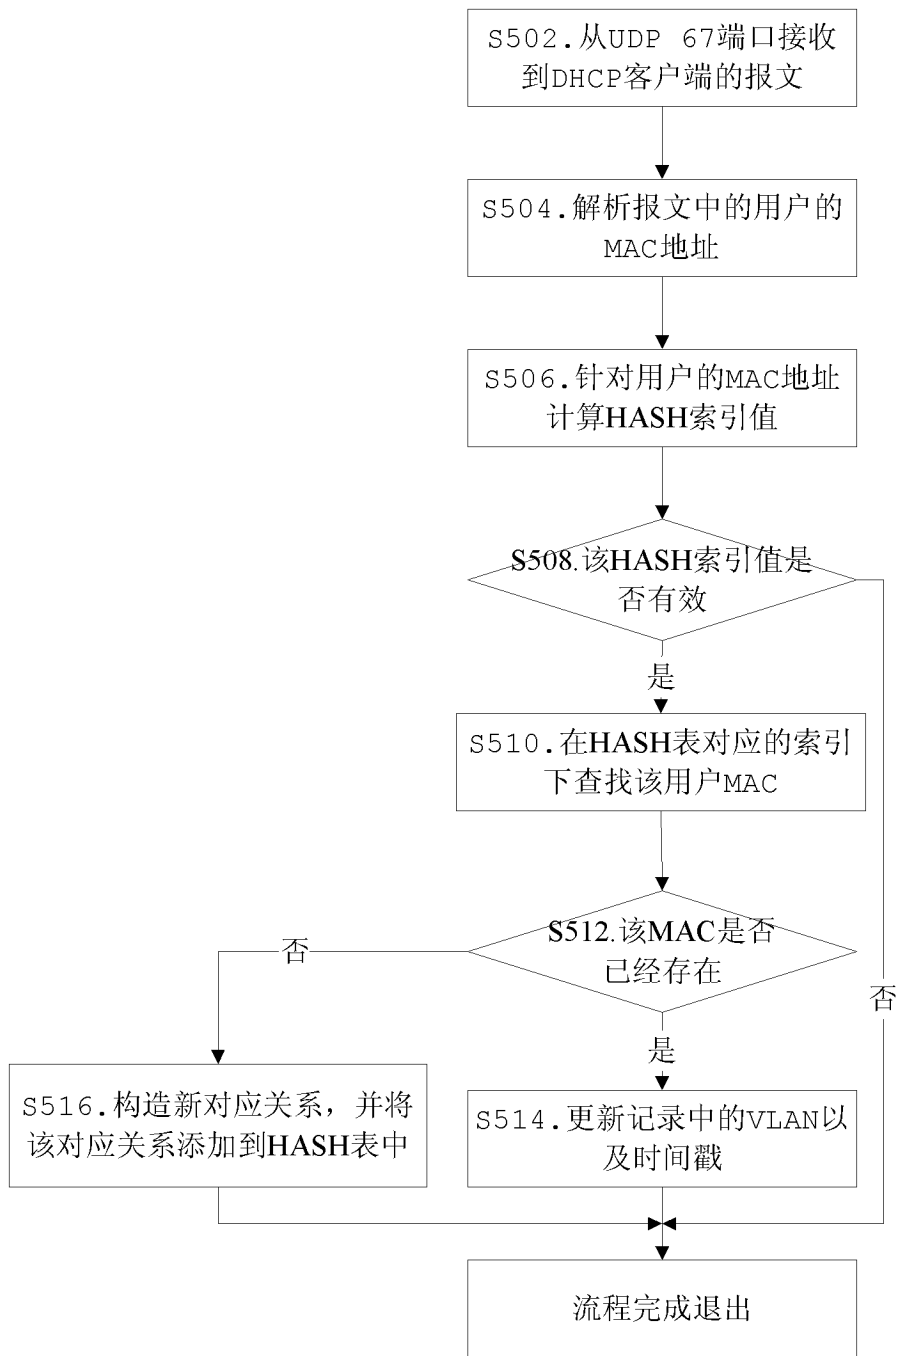 S502.从UDP 67端口接收
到DHCP客户端的报文
S504.解析报文中的用户的
MAC地址
S506.针对用户的MAC地址
计算HASH索引值
S508.该HASH索引值是
否有效
是
S510.在HASH表对应的索引
下查找该用户MAC
S512.该MAC是否
已经存在
否
否
是
S516.构造新对应关系，并将
该对应关系添加到HASH表中
S514.更新记录中的VLAN以
及时间戳
流程完成退出